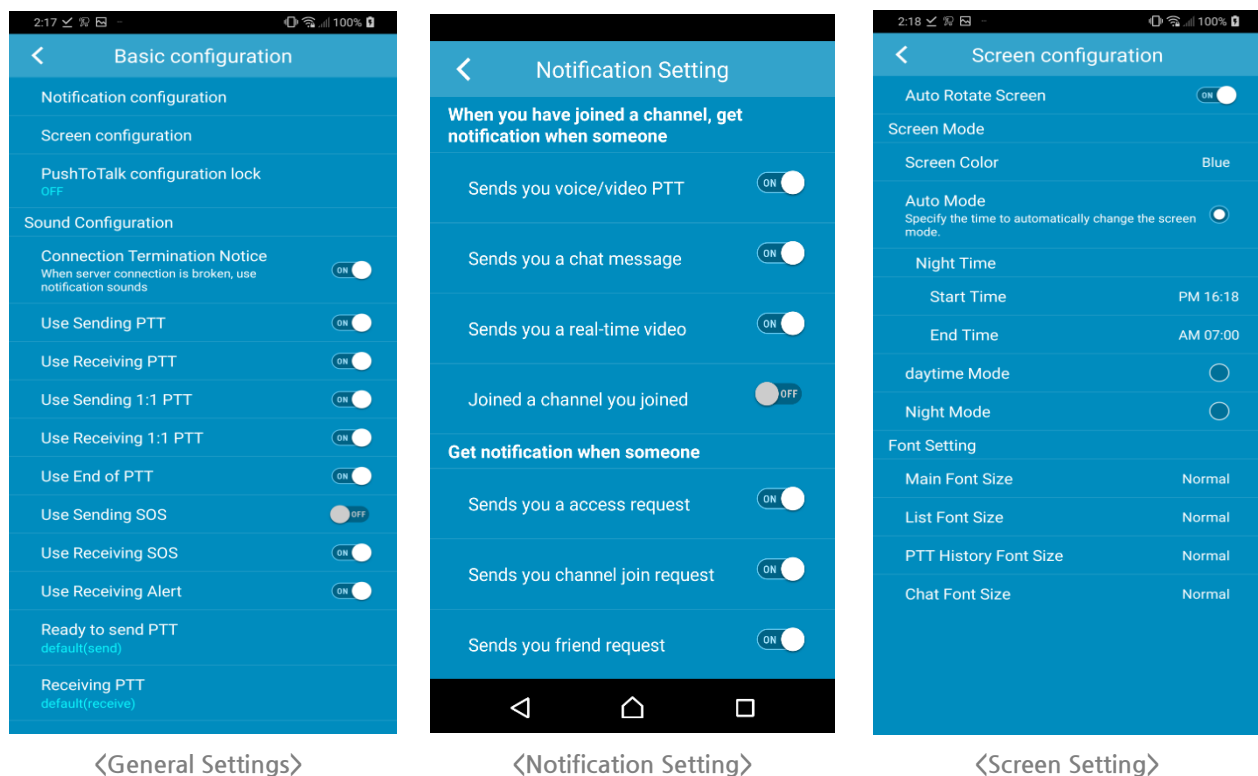 2:17
100%
Basic configuration
Notification configuration
Screen configuration
PushToTalk configuration lock
OFF
Sound Configuration
Connection Termination Notice
When server connection is broken, use
notification sounds
ON
Use Sending PTT
ON
Use Receiving PTT
ON
Use Sending 1:1 PTT
ON
Use Receiving 1:1 PTT
ON
Use End of PTT
ON
Use Sending SOS
OFF
Use Receiving SOS
ON
Use Receiving Alert
ON
Ready to send PTT
default(send)
Receiving PTT
default(receive)
<General Settings>
Notification Setting
When you have joined a channel, get
notification when someone
Sends you voice/video PTT
ON
Sends you a chat message
ON
Sends you a real-time video
ON
Joined a channel you joined
OFF
Get notification when someone
Sends you a access request
ON
Sends you channel join request
ON
Sends you friend request
ON
<Notification Setting>
2:18
100%
Screen configuration
Auto Rotate Screen
ON
Screen Mode
Screen Color Blue
Auto Mode
Specify the time to automatically change the screen
mode.
Night Time
Start Time PM 16:18
End Time AM 07:00
daytime Mode
Night Mode
Font Setting
Main Font Size Normal
List Font Size Normal
PTT History Font Size Normal
Chat Font Size Normal
<Screen Setting>